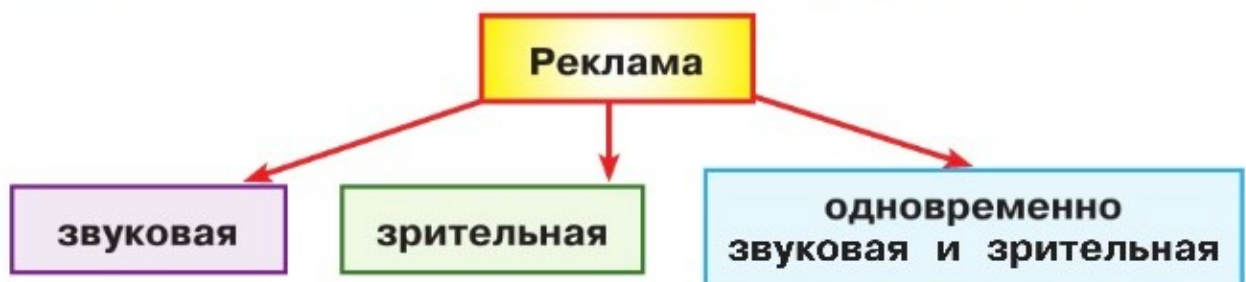 Реклама
звуковая
зрительная
одновременно
звуковая и зрительная